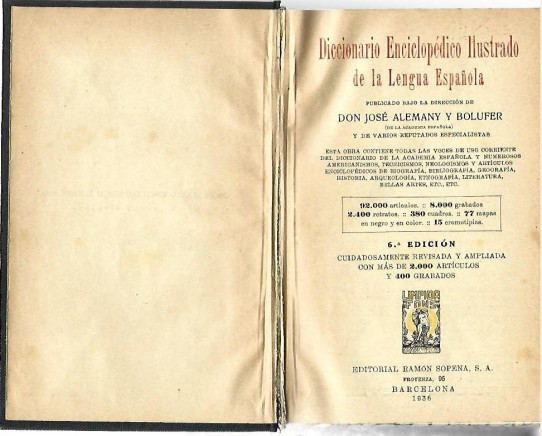 Diccionario Enciclopédico Ilustrado
de la Lengua Española
PUBLICADO BAJO LA DIRECCIÓN DE
DON JOSÉ ALEMANY Y BOLUFER
(DE LA ACADEMIA ESPAÑOLA)
Y DE VARIOS REPUTADOS ESPECIALISTAS
ESTA OBRA CONTIENE TODAS LAS VOCES DE USO CORRIENTE
DEL DICCIONARIO DE LA ACADEMIA ESPAÑOLA Y NUMEROSOS
AMERICANISMOS, TECNICISMOS, NEOLOGISMOS Y ARTÍCULOS
ENCICLOPÉDICOS DE BIOGRAFÍA, BIBLIOGRAFÍA, GEOGRAFÍA,
HISTORIA, ARQUEOLOGÍA, ETNOGRAFÍA, LITERATURA,
BELLAS ARTES, ETC., ETC.
92.000 artículos. :: 8.000 grabados
2.400 retratos. :: 380 cuadros. :: 77 mapas
en negro y en color. :: 15 cromotipias.
6.ª EDICIÓN
CUIDADOSAMENTE REVISADA Y AMPLIADA
CON MÁS DE 2.000 ARTÍCULOS
Y 400 GRABADOS
LIMPIDA
FONS
EDITORIAL RAMÓN SOPENA, S. A.
PROVENZA, 95
BARCELONA
1936